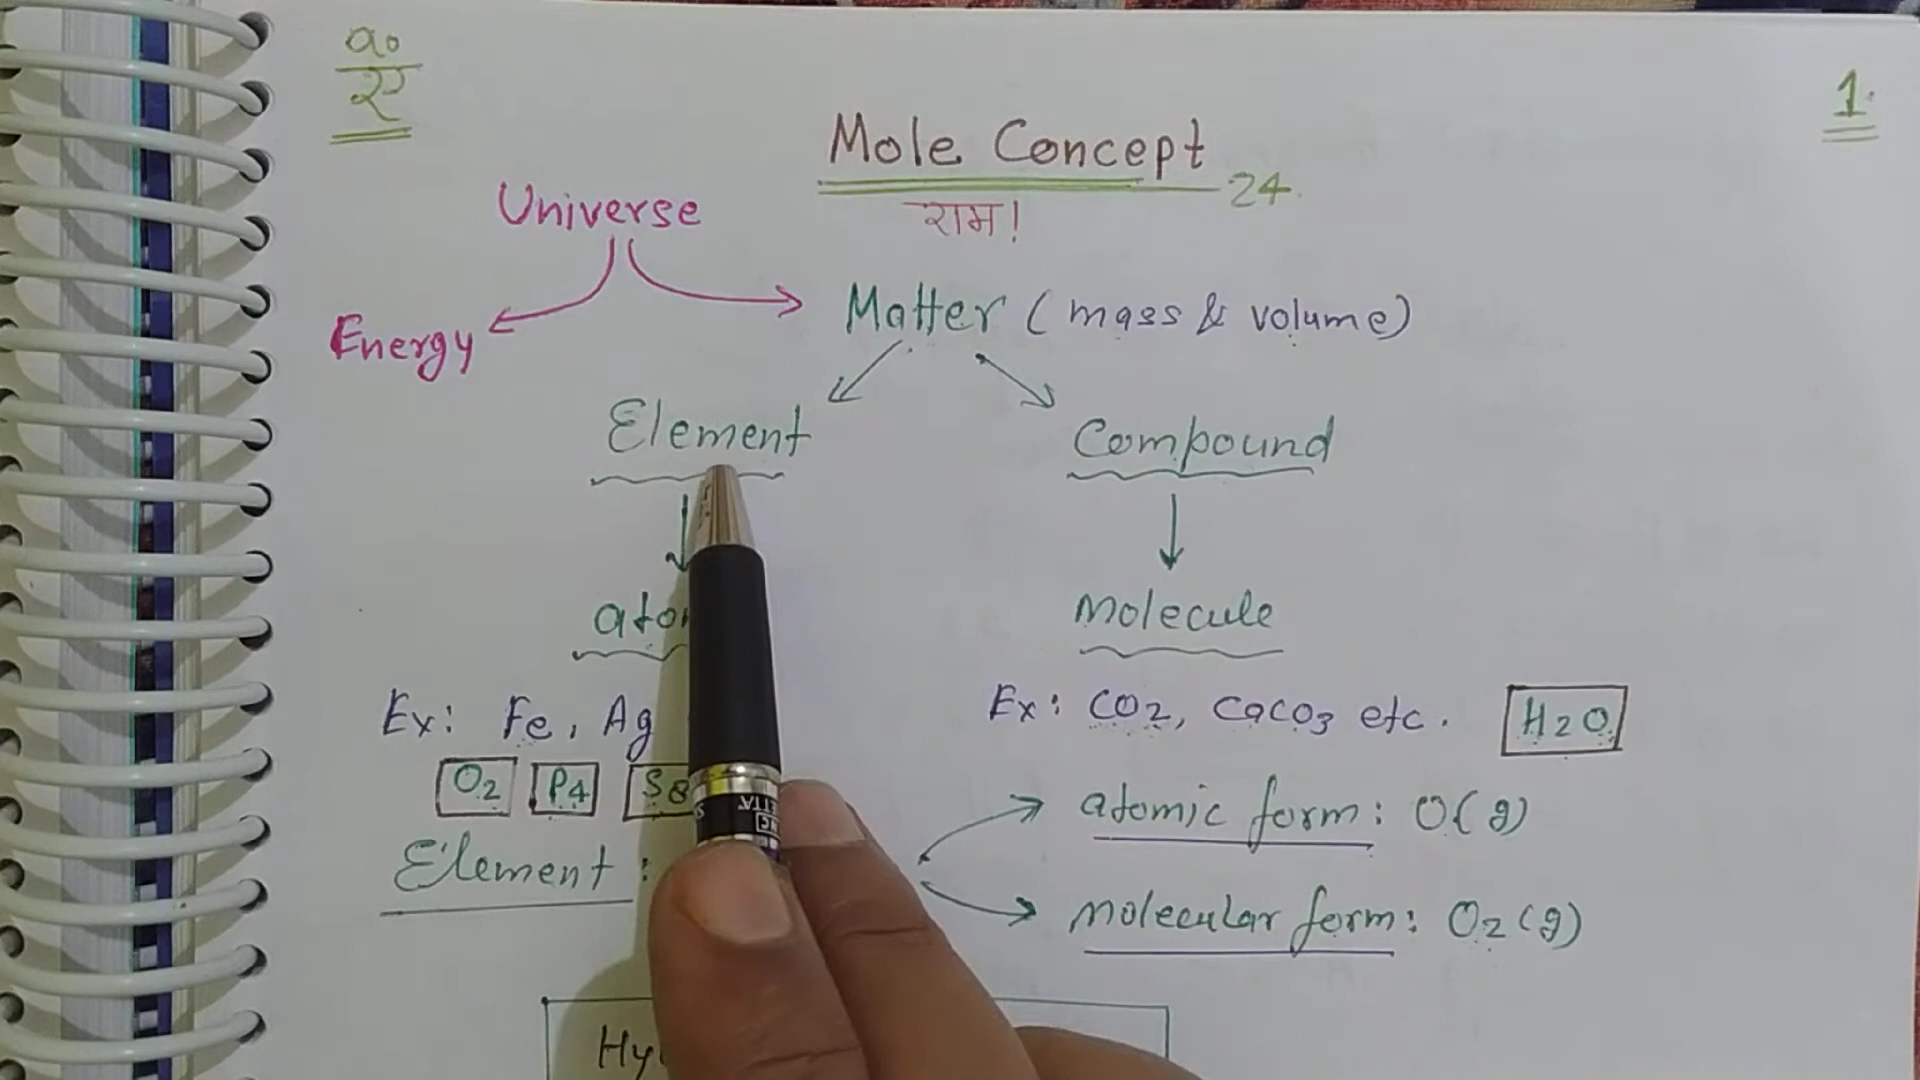 1.
Mole Concept
24.
राम!
Universe
Energy
Matter (mass & volume)
Element
Compound
Molecule
Ex: Fe, Ag
Ex: CO2, CaCO3 etc. H2O
O2 P4 S8
atomic form: O(g)
Element:
molecular form: O2(g)